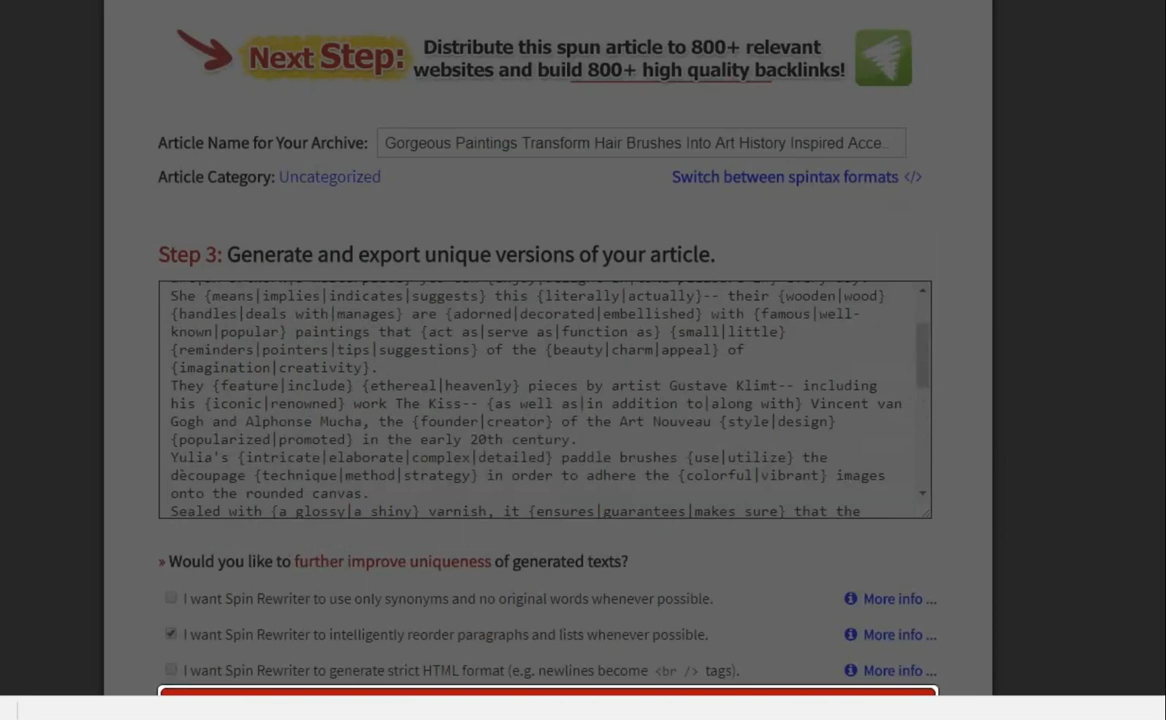 Next Step: Distribute this spun article to 800+ relevant
websites and build 800+ high quality backlinks!
Article Name for Your Archive: Gorgeous Paintings Transform Hair Brushes Into Art History Inspired Acce..
Article Category: Uncategorized Switch between spintax formats </>
Step 3: Generate and export unique versions of your article.
She {means|implies|indicates|suggests} this {literally|actually}-- their {wooden|wood}
{handles|deals with|manages} are {adorned|decorated|embellished} with {famous|well-
known|popular} paintings that {act as|serve as|function as} {small|little}
{reminders|pointers|tips|suggestions} of the {beauty|charm|appeal} of
{imagination|creativity}.
They {feature|include} {ethereal|heavenly} pieces by artist Gustave Klimt-- including
his {iconic|renowned} work The Kiss-- {as well as|in addition to|along with} Vincent van
Gogh and Alphonse Mucha, the {founder|creator} of the Art Nouveau {style|design}
{popularized|promoted} in the early 20th century.
Yulia's {intricate|elaborate|complex|detailed} paddle brushes {use|utilize} the
dècoupage {technique|method|strategy} in order to adhere the {colorful|vibrant} images
onto the rounded canvas.
Sealed with {a glossy|a shiny} varnish, it {ensures|guarantees|makes sure} that the
» Would you like to further improve uniqueness of generated texts?
I want Spin Rewriter to use only synonyms and no original words whenever possible. More info ...
I want Spin Rewriter to intelligently reorder paragraphs and lists whenever possible. More info ...
I want Spin Rewriter to generate strict HTML format (e.g. newlines become <br /> tags). More info ...